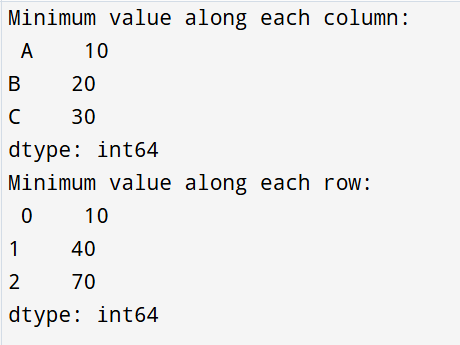 Minimum value along each column:
 A    10
B    20
C    30
dtype: int64
Minimum value along each row:
 0    10
1    40
2    70
dtype: int64